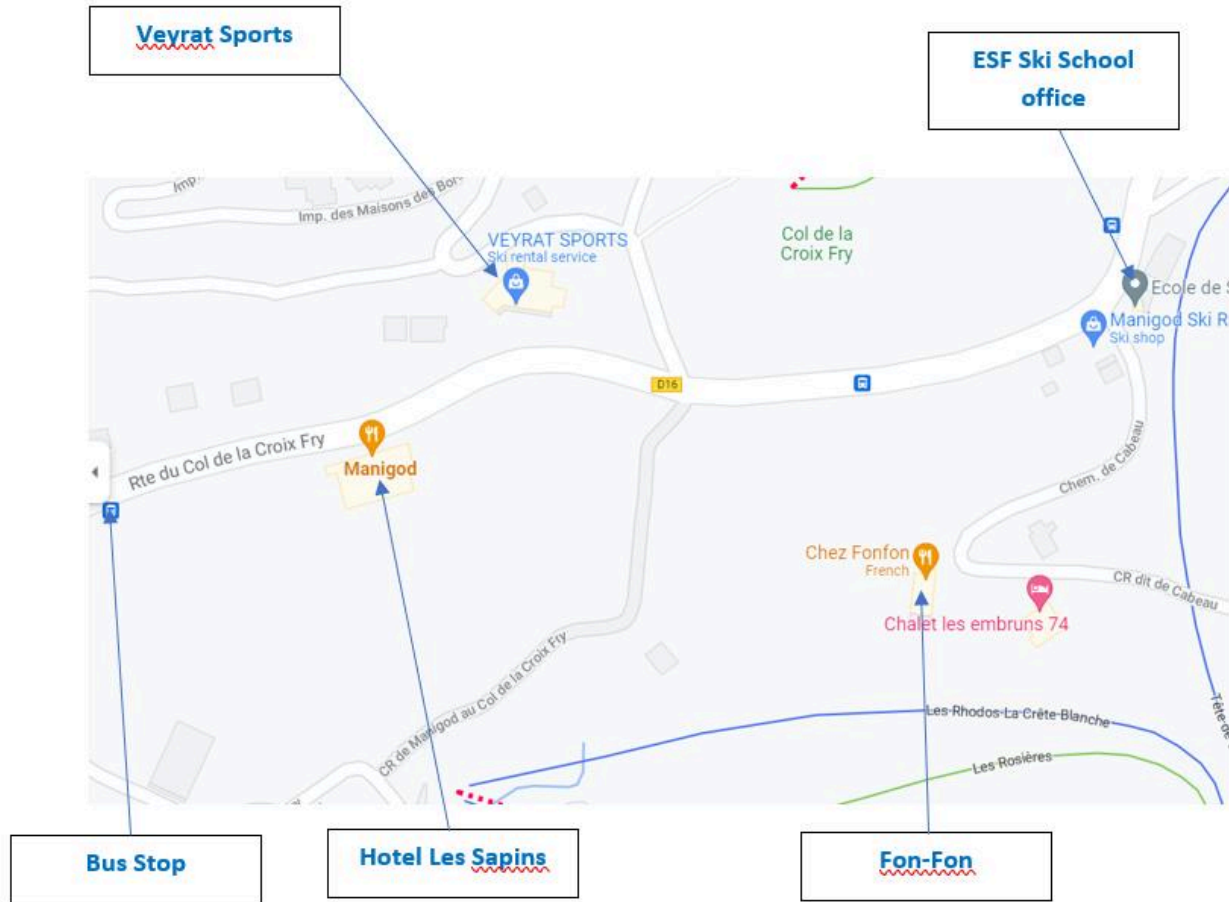 Veyrat Sports
ESF Ski School
office
Imp.
Imp. des Maisons des Bor
VEYRAT SPORTS
Ski rental service
Col de la
Croix Fry
Ecole de S
Manigod Ski R
Ski shop
D16
Rte du Col de la Croix Fry
Manigod
Chem. de Cabeau
Chez Fonfon
French
CR dit de Cabeau
Chalet les embruns 74
CR de Manigod au Col de la Croix Fry
Les Rhodos-La Crête Blanche
Tête de
Les Rosières
Bus Stop
Hotel Les Sapins
Fon-Fon